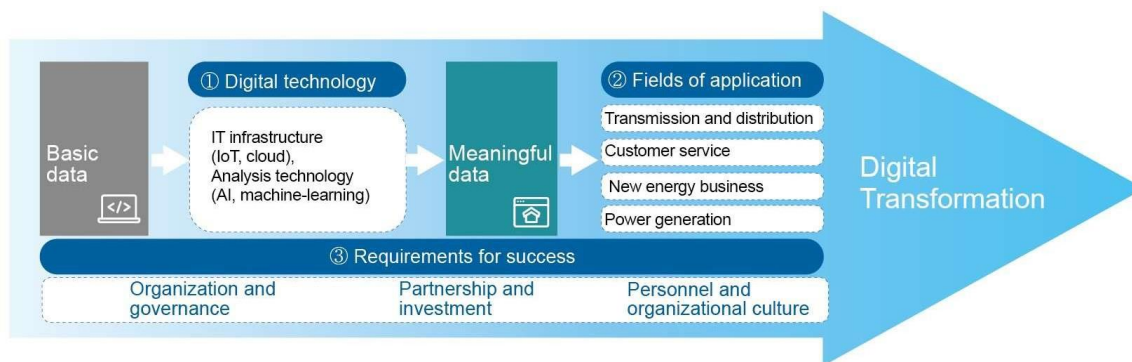 Basic
data
① Digital technology
IT infrastructure
(IoT, cloud),
Analysis technology
(AI, machine-learning)
Meaningful
data
② Fields of application
Transmission and distribution
Customer service
New energy business
Power generation
③ Requirements for success
Organization and
governance
Partnership and
investment
Personnel and
organizational culture
Digital
Transformation